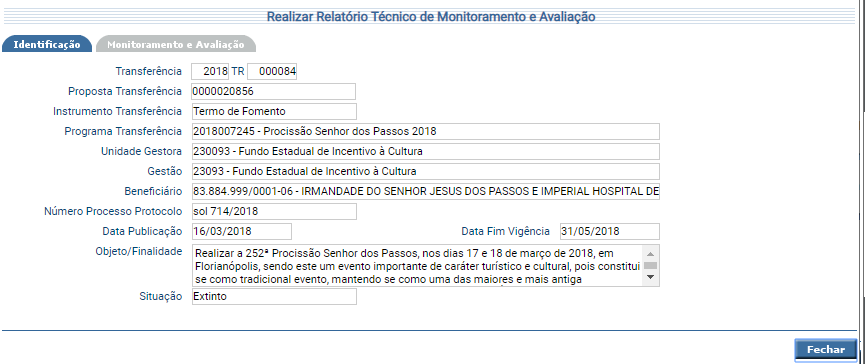 Realizar Relatório Técnico de Monitoramento e Avaliação
Identificação Monitoramento e Avaliação
Transferência 2018 TR 000084
Proposta Transferência 0000020856
Instrumento Transferência Termo de Fomento
Programa Transferência 2018007245 - Procissão Senhor dos Passos 2018
Unidade Gestora 230093 - Fundo Estadual de Incentivo à Cultura
Gestão 23093 - Fundo Estadual de Incentivo à Cultura
Beneficiário 83.884.999/0001-06 - IRMANDADE DO SENHOR JESUS DOS PASSOS E IMPERIAL HOSPITAL DE
Número Processo Protocolo sol 714/2018
Data Publicação 16/03/2018 Data Fim Vigência 31/05/2018
Objeto/Finalidade Realizar a 252ª Procissão Senhor dos Passos, nos dias 17 e 18 de março de 2018, em
Florianópolis, sendo este um evento importante de caráter turístico e cultural, pois constitui
se como tradicional evento, mantendo se como uma das maiores e mais antiga
Situação Extinto
Fechar